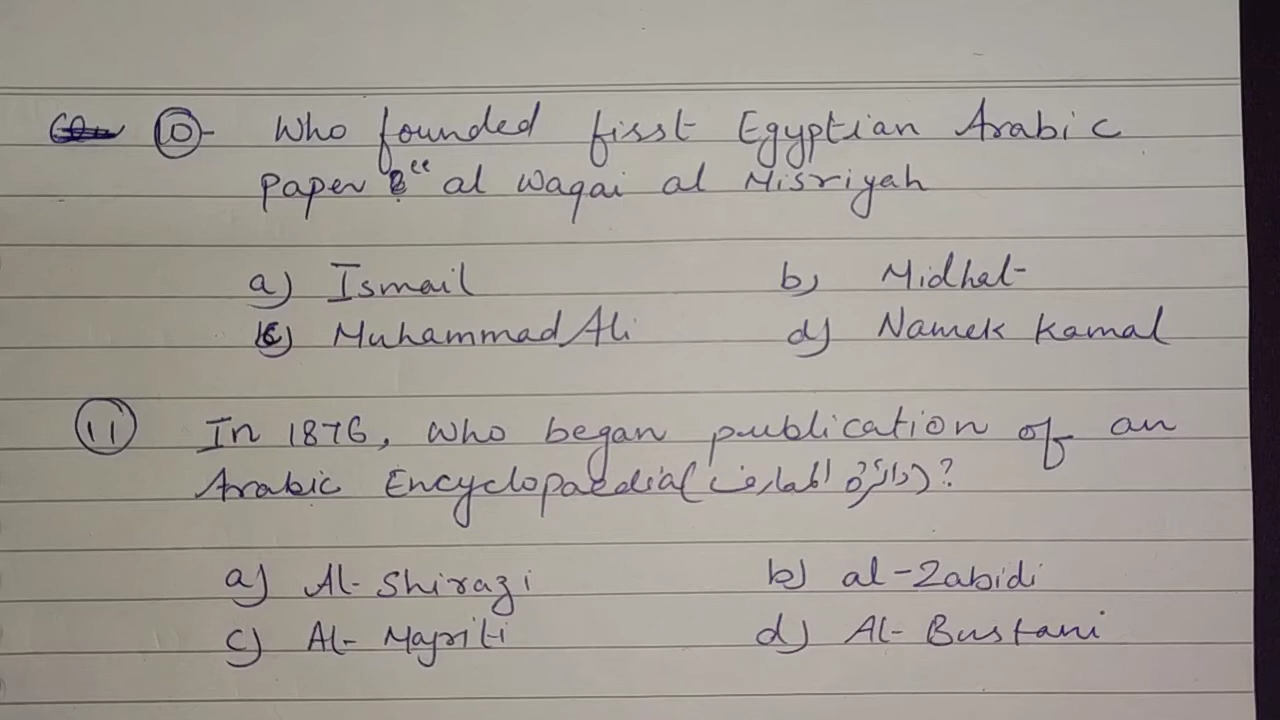 10- Who founded first Egyptian Arabic
Paper " al Waqai al Misriyah
a) Ismail b) Midhat
c) Muhammad Ali d) Namek Kamal
11 In 1876, Who began publication of an
Arabic Encyclopaedia (دائرة المعارف)?
a) Al-Shirazi b) al-Zabidi
c) Al-Majriti d) Al-Bustani